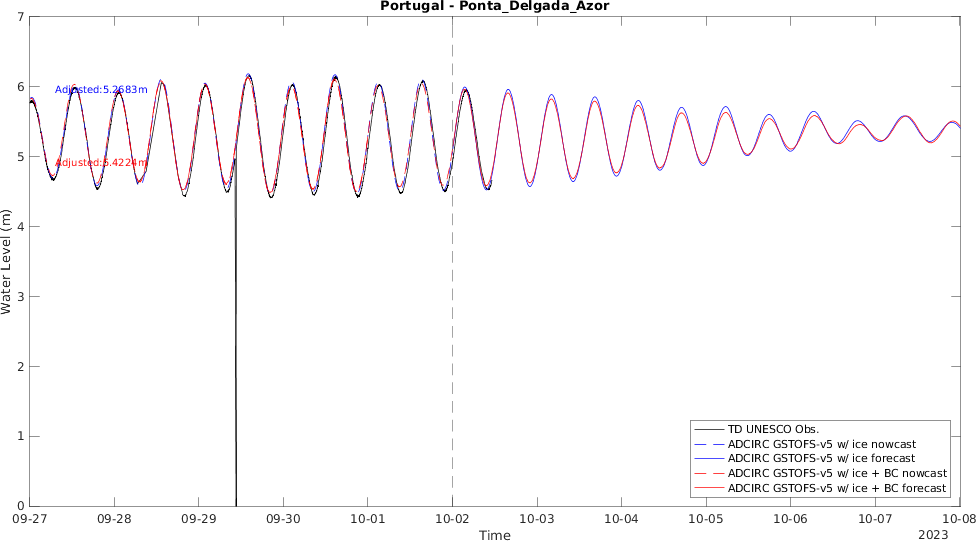 Portugal - Ponta_Delgada_Azor
7
6
5
4
3
2
1
0
Water Level (m)
Adjusted:5.2683m
Adjusted:5.4224m
TD UNESCO Obs.
ADCIRC GSTOFS-v5 w/ ice nowcast
ADCIRC GSTOFS-v5 w/ ice forecast
ADCIRC GSTOFS-v5 w/ ice + BC nowcast
ADCIRC GSTOFS-v5 w/ ice + BC forecast
09-27 09-28 09-29 09-30 10-01 10-02 10-03 10-04 10-05 10-06 10-07 10-08
Time
2023